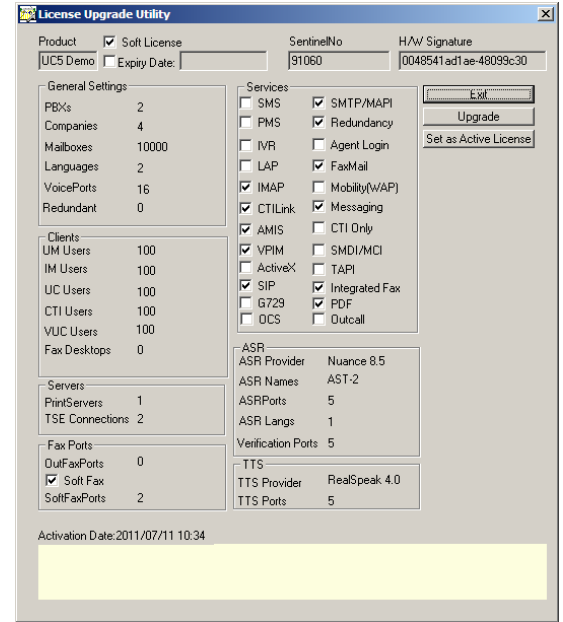 License Upgrade Utility
Product Soft License SentinelNo H/W Signature
UC5 Demo Expiry Date: 91060 0048541ad1ae-48099c30
General Settings
PBXs 2
Companies 4
Mailboxes 10000
Languages 2
VoicePorts 16
Redundant 0
Clients
UM Users 100
IM Users 100
UC Users 100
CTI Users 100
VUC Users 100
Fax Desktops 0
Servers
PrintServers 1
TSE Connections 2
Fax Ports
OutFaxPorts 0
Soft Fax
SoftFaxPorts 2
Services
SMS SMTP/MAPI
PMS Redundancy
IVR Agent Login
LAP FaxMail
IMAP Mobility(WAP)
CTILink Messaging
AMIS CTI Only
VPIM SMDI/MCI
ActiveX TAPI
SIP Integrated Fax
G729 PDF
OCS Outcall
ASR
ASR Provider Nuance 8.5
ASR Names AST-2
ASRPorts 5
ASR Langs 1
Verification Ports 5
TTS
TTS Provider RealSpeak 4.0
TTS Ports 5
Exit
Upgrade
Set as Active License
Activation Date:2011/07/11 10:34